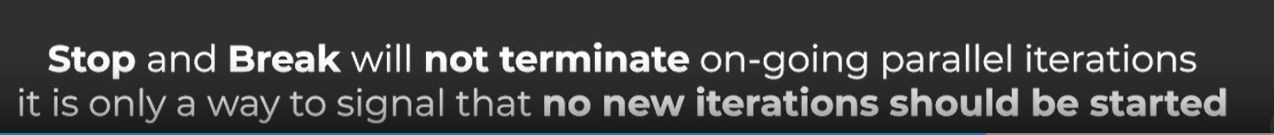 Stop and Break will not terminate on-going parallel iterations
it is only a way to signal that no new iterations should be started